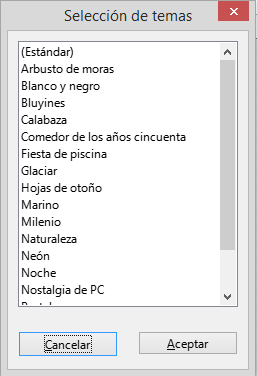 Selección de temas
(Estándar)
Arbusto de moras
Blanco y negro
Bluyines
Calabaza
Comedor de los años cincuenta
Fiesta de piscina
Glaciar
Hojas de otoño
Marino
Milenio
Naturaleza
Neón
Noche
Nostalgia de PC
Cancelar
Aceptar